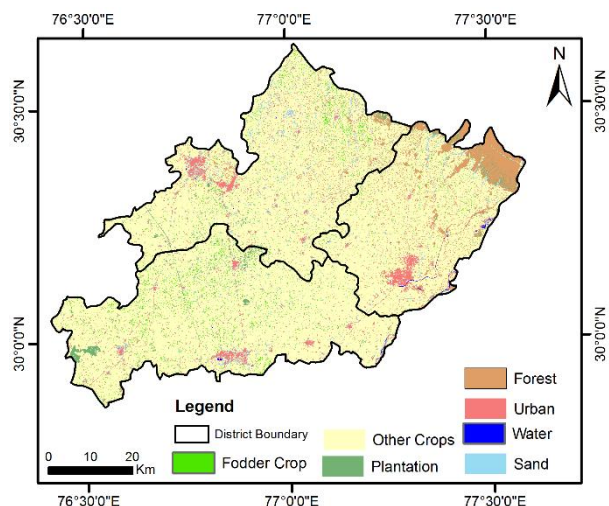 76°30'0"E 77°0'0"E 77°30'0"E
N
30°30'0"N 30°30'0"N
30°0'0"N 30°0'0"N
Legend
District Boundary
Fodder Crop
Other Crops
Plantation
Forest
Urban
Water
Sand
0 10 20
Km
76°30'0"E 77°0'0"E 77°30'0"E